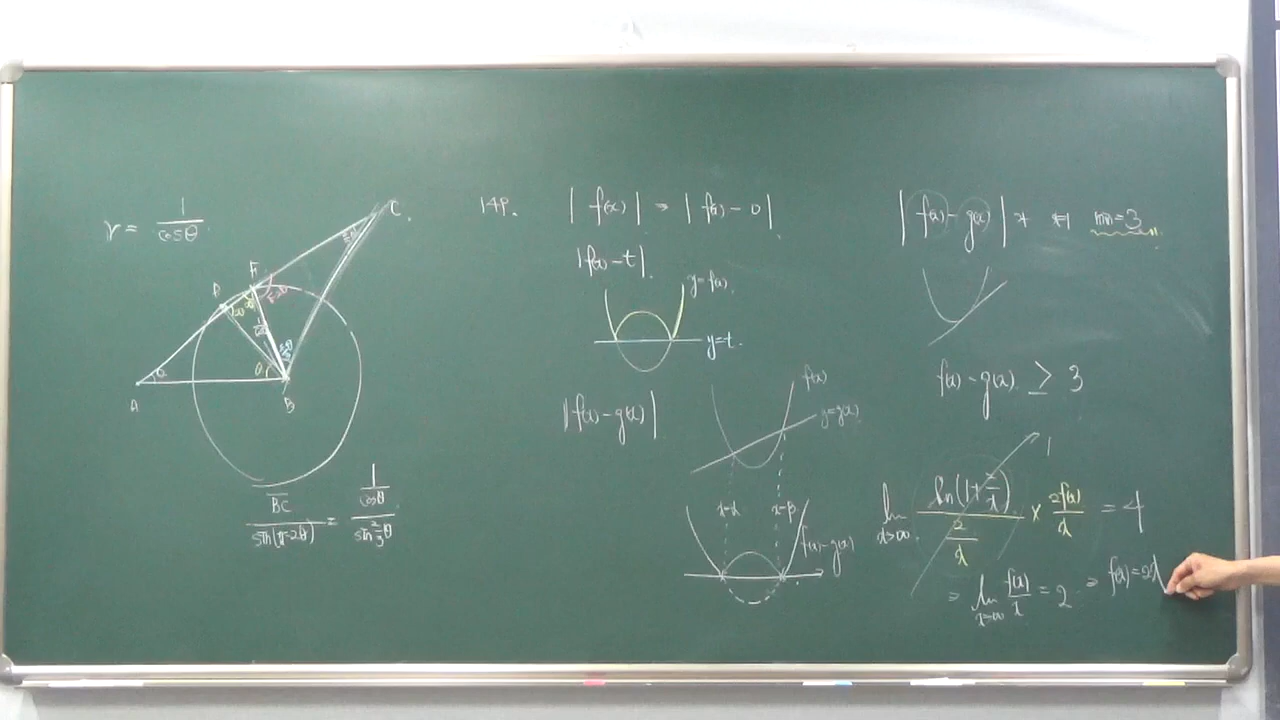 r = 1/cosθ
C.
F
A
B
θ
BC/sin(π-2θ) = 1/cosθ / sin 2/3 θ
14P.
|f(x)| = |f(x)-0|
|f(x)-t|
y=f(x)
y=t.
|f(x)-g(x)|
f(x)
y=g(x)
x=α
x=β
f(x)-g(x)
|f(x)-g(x)|
min=3
f(x)-g(x) ≥ 3
1
lim x→∞ ln(1+2/x) / 2/x × 2f(x)/x = 4
⇒ lim x→∞ f(x)/x = 2 ⇒ f(x)=2x